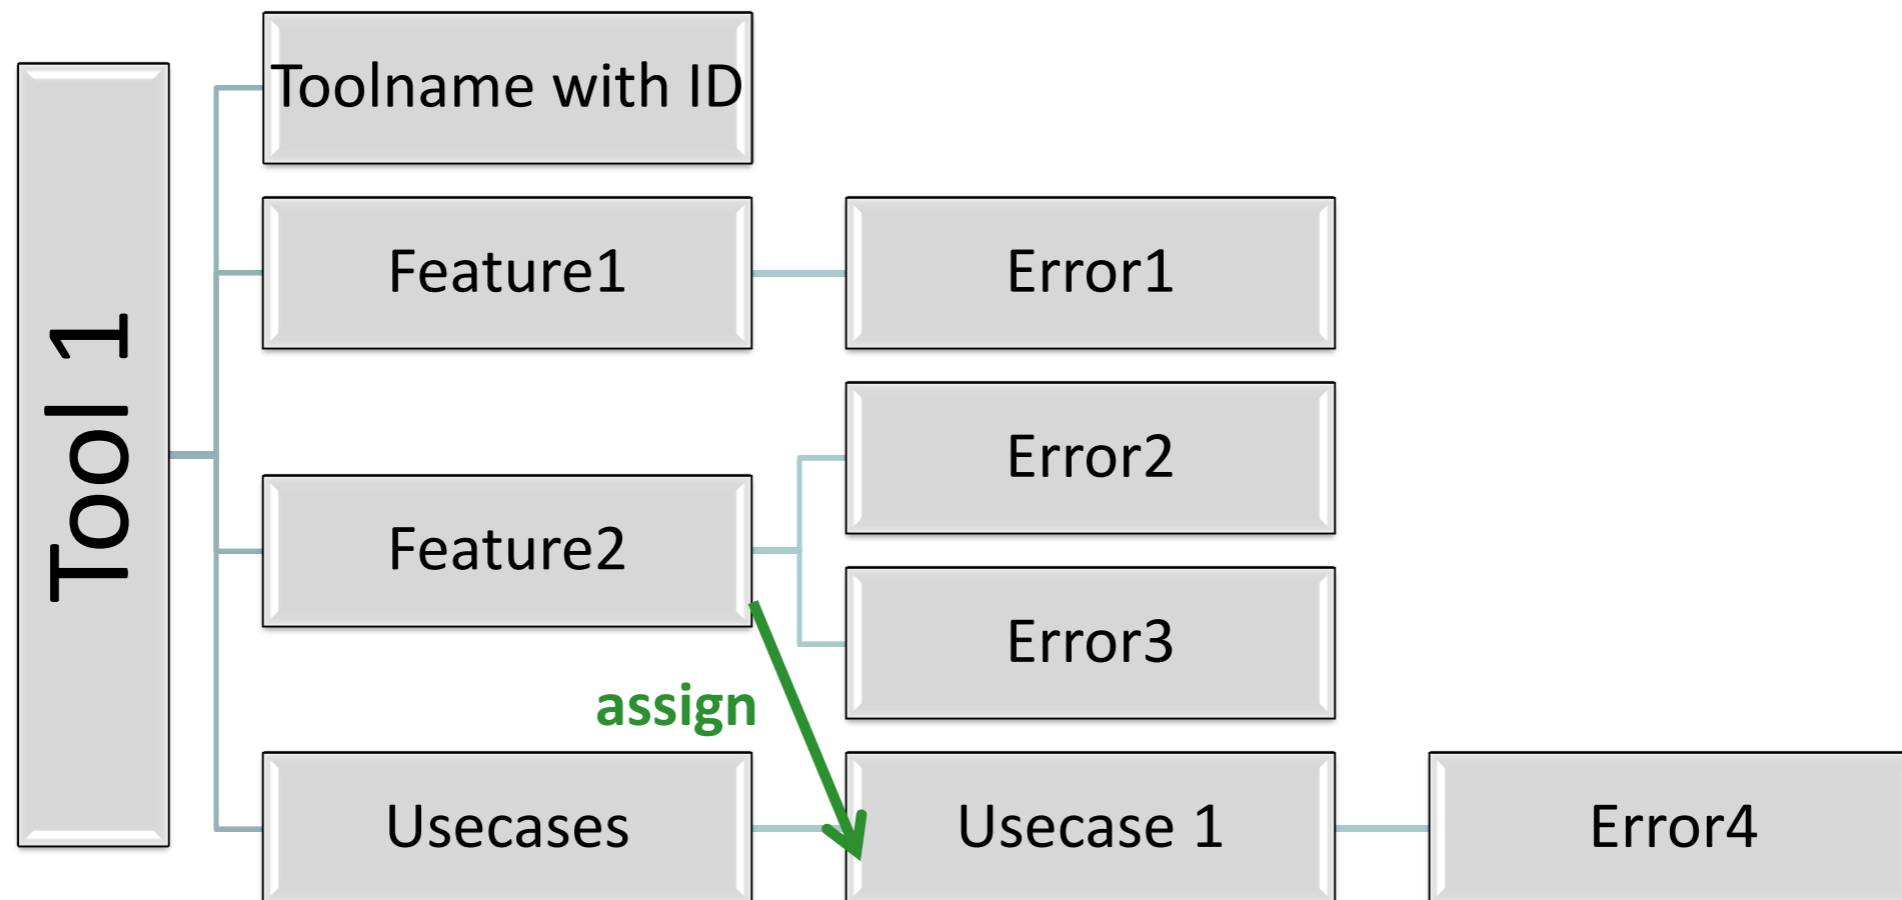 Tool 1
Toolname with ID
Feature1
Error1
Error2
Feature2
Error3
assign
Usecases
Usecase 1
Error4